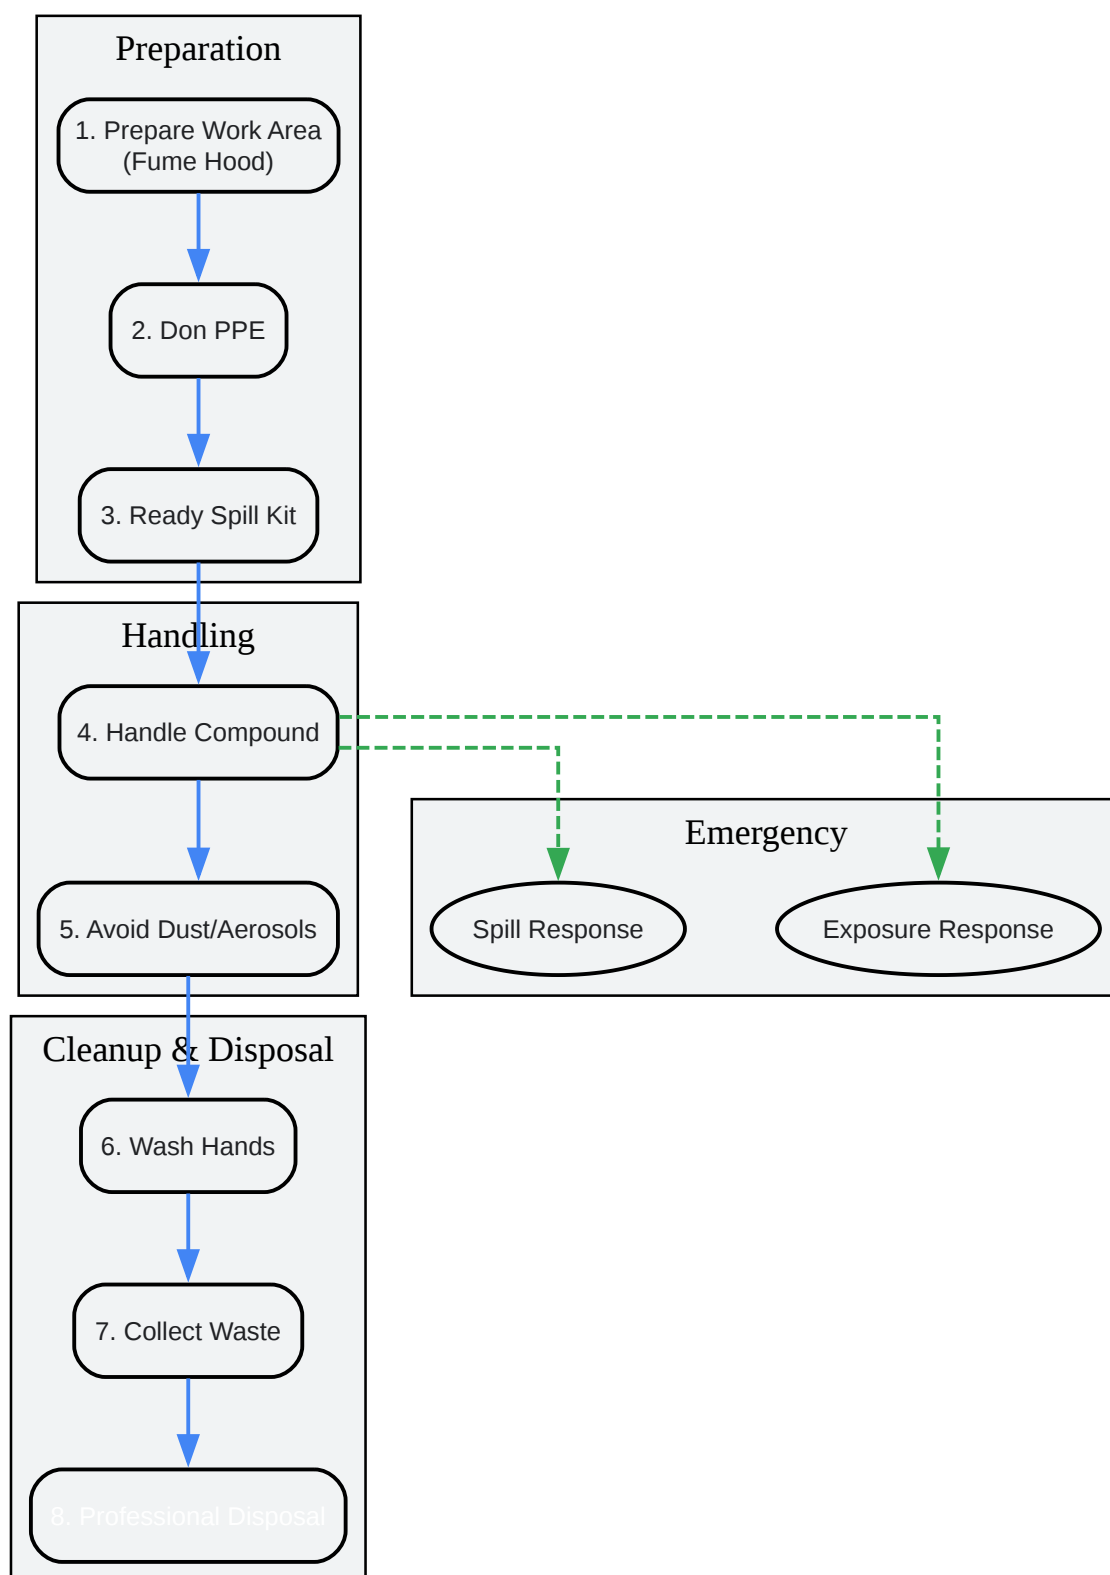 Preparation
1. Prepare Work Area
(Fume Hood)
2. Don PPE
3. Ready Spill Kit
Handling
4. Handle Compound
5. Avoid Dust/Aerosols
Emergency
Spill Response
Exposure Response
Cleanup & Disposal
6. Wash Hands
7. Collect Waste
8. Professional Disposal